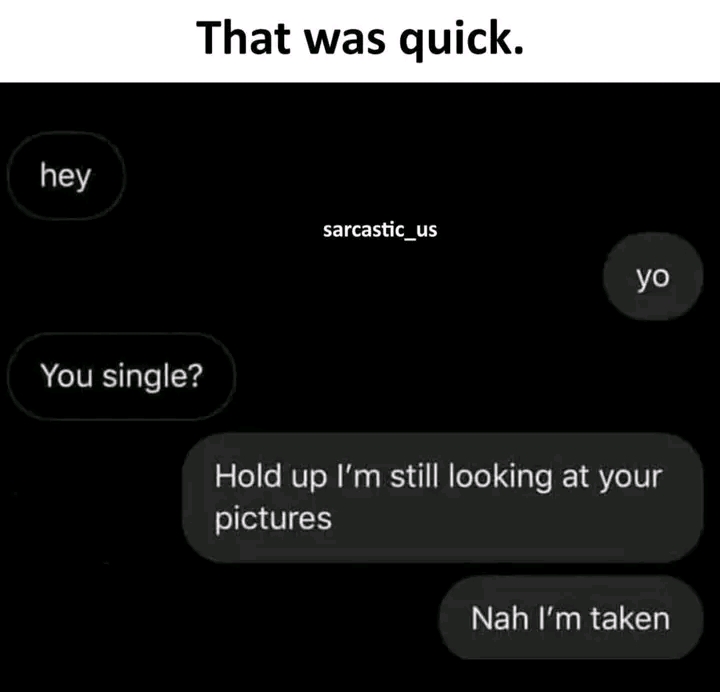 That was quick.
hey
sarcastic_us
yo
You single?
Hold up I'm still looking at your
pictures
Nah I'm taken